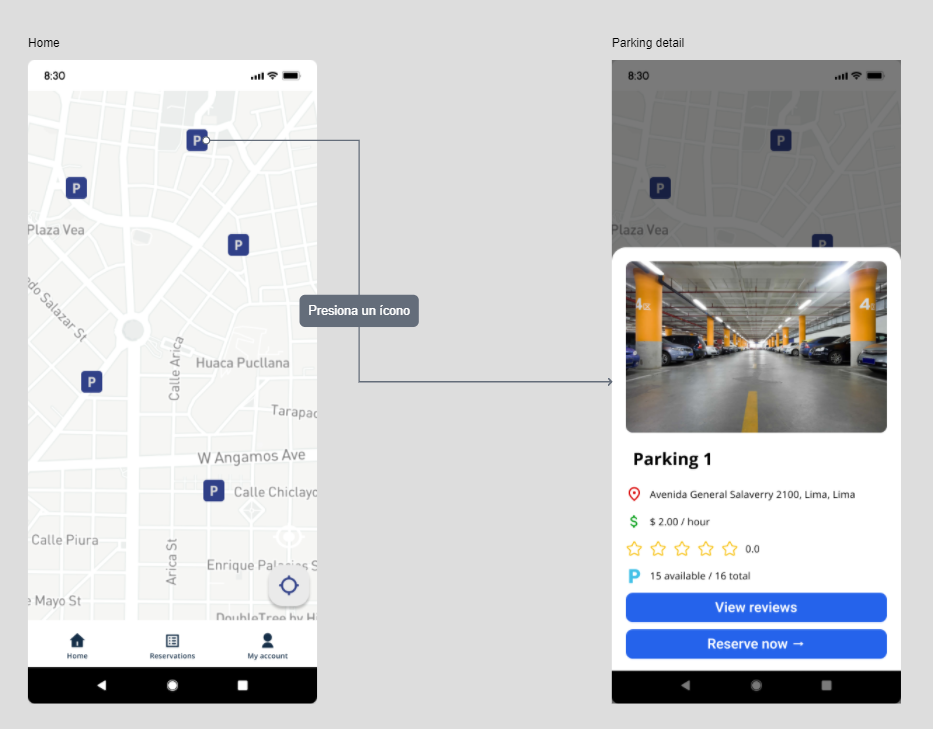 Home
8:30
P
P
P
Plaza Vea
do Salazar St
Calle Arica
Huaca Pucllana
P
Tarapac
W Angamos Ave
P
Calle Chiclayo
Calle Piura
Arica St
Enrique Palacios S
e Mayo St
DoubleTree by H
Home
Reservations
My account
Presiona un ícono
Parking detail
8:30
P
P
Plaza Vea
P
4
4
Parking 1
Avenida General Salaverry 2100, Lima, Lima
$ $ 2.00 / hour
0.0
P 15 available / 16 total
View reviews
Reserve now →